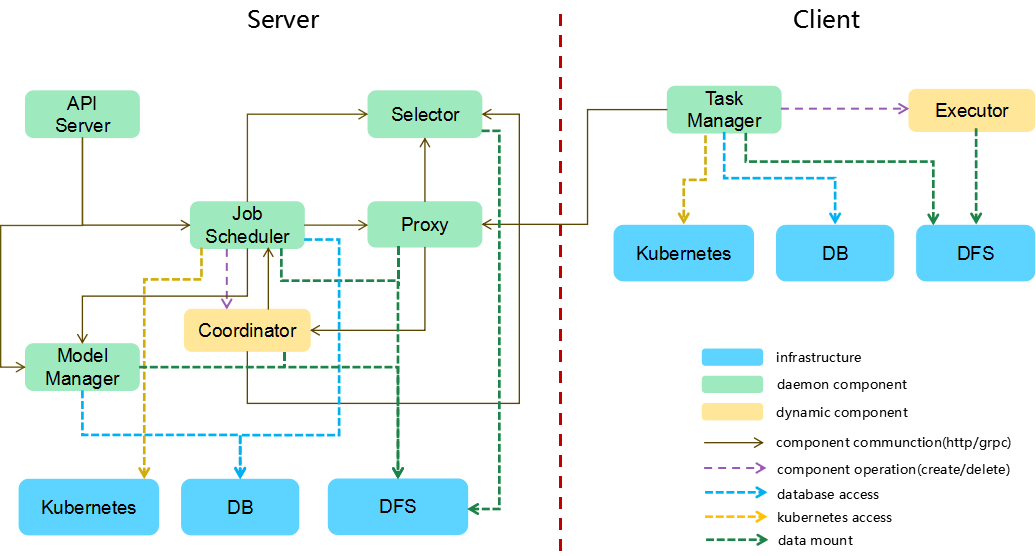 Server
Client
API
Server
Selector
Task
Manager
Executor
Job
Scheduler
Proxy
Kubernetes
DB
DFS
Coordinator
Model
Manager
Kubernetes
DB
DFS
infrastructure
daemon component
dynamic component
component communction(http/grpc)
component operation(create/delete)
database access
kubernetes access
data mount